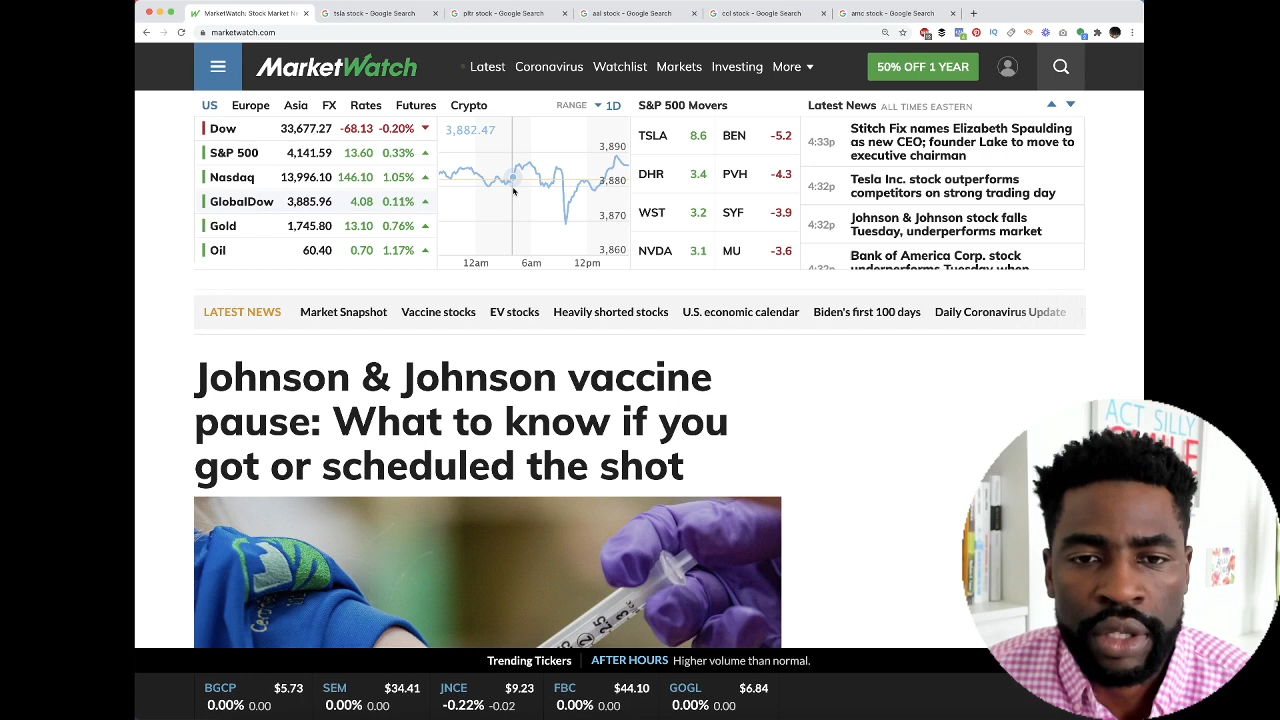 MarketWatch: Stock Market N
tsla stock - Google Search
pltr stock - Google Search
aal stock - Google Search
ccl stock - Google Search
amc stock - Google Search
marketwatch.com
MarketWatch
Latest Coronavirus Watchlist Markets Investing More
50% OFF 1 YEAR
US Europe Asia FX Rates Futures Crypto RANGE 1D
Dow 33,677.27 -68.13 -0.20%
S&P 500 4,141.59 13.60 0.33%
Nasdaq 13,996.10 146.10 1.05%
GlobalDow 3,885.96 4.08 0.11%
Gold 1,745.80 13.10 0.76%
Oil 60.40 0.70 1.17%
3,882.47
3,890
3,880
3,870
3,860
12am 6am 12pm
S&P 500 Movers
TSLA 8.6 BEN -5.2
DHR 3.4 PVH -4.3
WST 3.2 SYF -3.9
NVDA 3.1 MU -3.6
Latest News ALL TIMES EASTERN
4:33p Stitch Fix names Elizabeth Spaulding
as new CEO; founder Lake to move to
executive chairman
4:32p Tesla Inc. stock outperforms
competitors on strong trading day
4:32p Johnson & Johnson stock falls
Tuesday, underperforms market
4:32p Bank of America Corp. stock
underperforms Tuesday when
LATEST NEWS Market Snapshot Vaccine stocks EV stocks Heavily shorted stocks U.S. economic calendar Biden's first 100 days Daily Coronavirus Update
Johnson & Johnson vaccine
pause: What to know if you
got or scheduled the shot
ACT SILLY
Trending Tickers AFTER HOURS Higher volume than normal.
BGCP $5.73
0.00% 0.00
SEM $34.41
0.00% 0.00
JNCE $9.23
-0.22% -0.02
FBC $44.10
0.00% 0.00
GOGL $6.84
0.00% 0.00